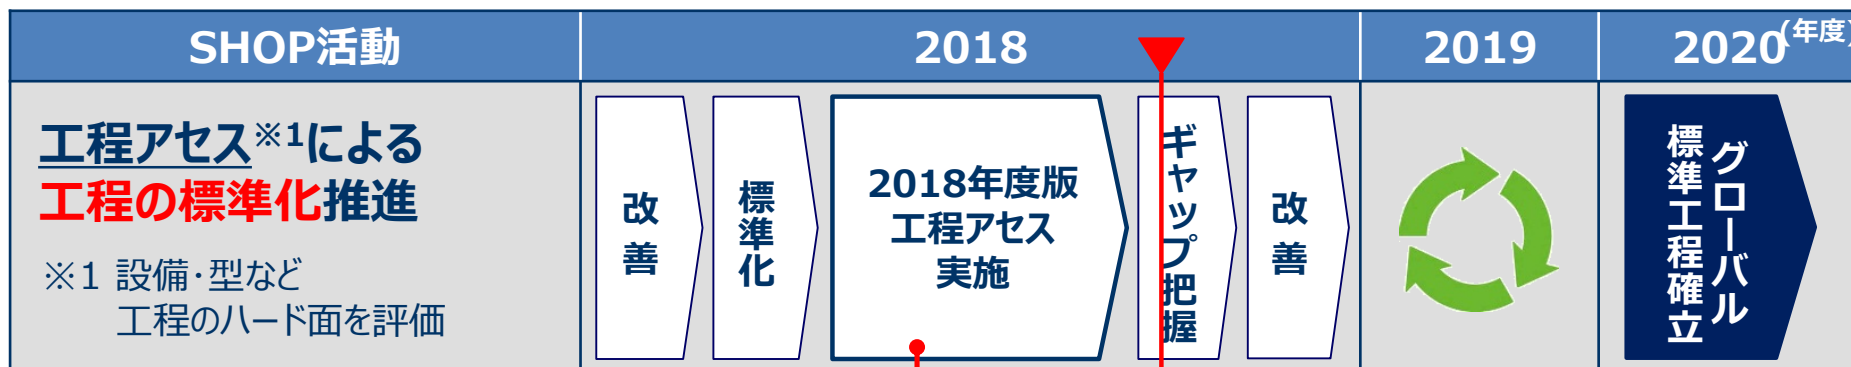 SHOP活動
2018
2019
2020
(年度)
工程アセス※1による
工程の標準化推進
※1 設備・型など
工程のハード面を評価
改善
標準化
2018年度版
工程アセス
実施
ギャップ把握
改善
グローバル
標準工程確立